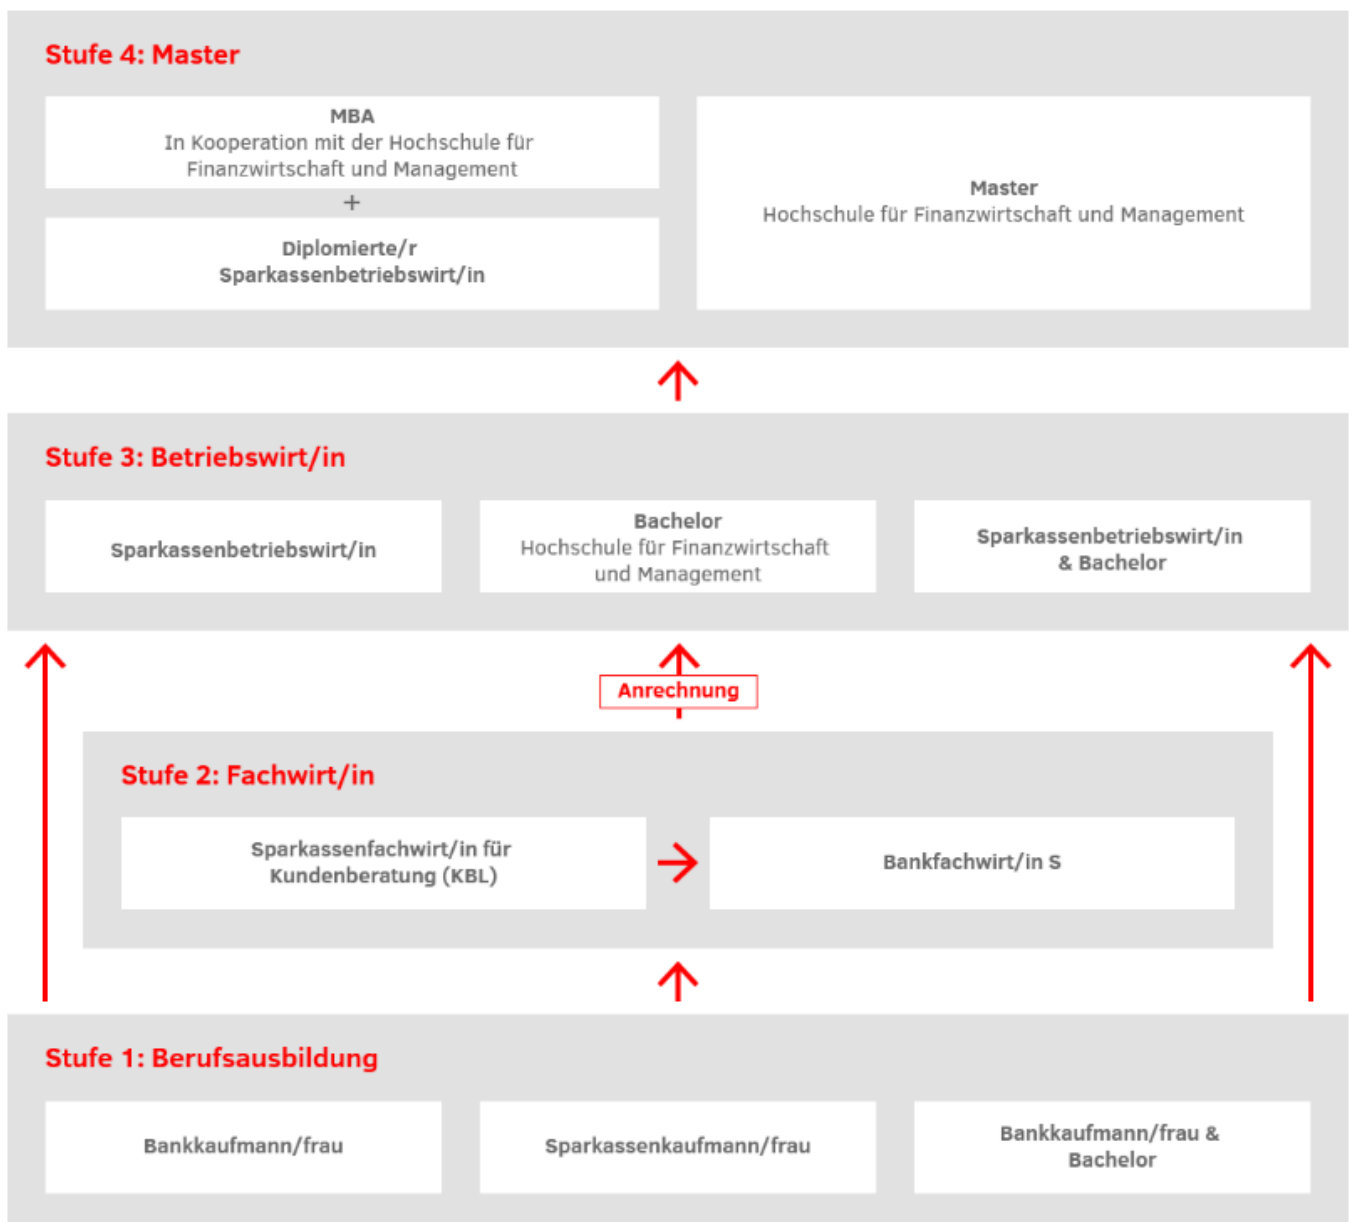 Stufe 4: Master
MBA
In Kooperation mit der Hochschule für
Finanzwirtschaft und Management
+
Diplomierte/r
Sparkassenbetriebswirt/in
Master
Hochschule für Finanzwirtschaft und Management
Stufe 3: Betriebswirt/in
Sparkassenbetriebswirt/in
Bachelor
Hochschule für Finanzwirtschaft
und Management
Sparkassenbetriebswirt/in
& Bachelor
Anrechnung
Stufe 2: Fachwirt/in
Sparkassenfachwirt/in für
Kundenberatung (KBL)
Bankfachwirt/in S
Stufe 1: Berufsausbildung
Bankkaufmann/frau
Sparkassenkaufmann/frau
Bankkaufmann/frau &
Bachelor